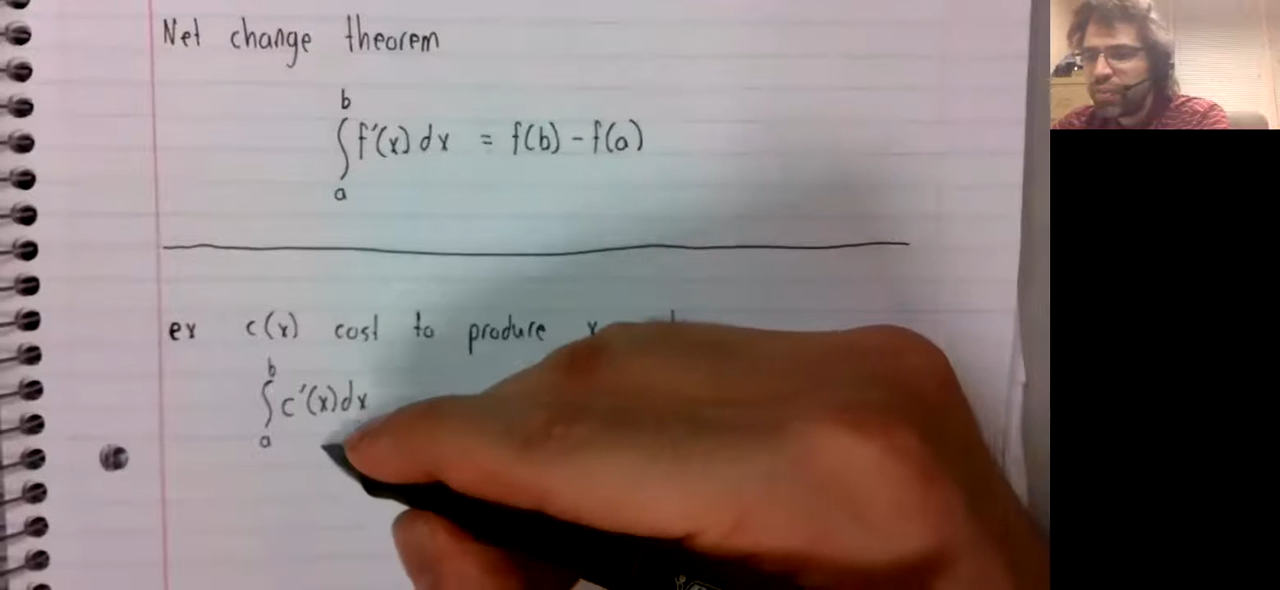 Net change theorem
b
∫ f'(x) dx = f(b) - f(a)
a
ex c(x) cost to produce x
b
∫ c'(x)dx
a